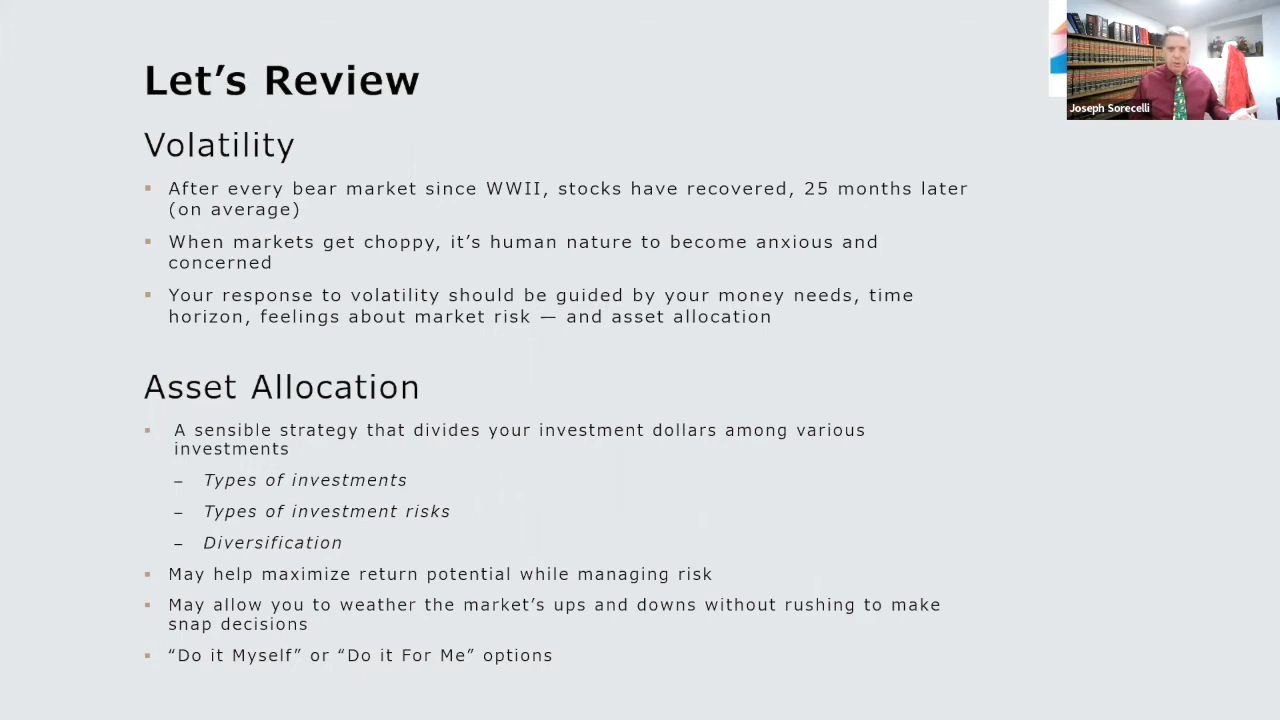 Let’s Review
Joseph Sorecelli
Volatility
▪ After every bear market since WWII, stocks have recovered, 25 months later
(on average)
▪ When markets get choppy, it’s human nature to become anxious and
concerned
▪ Your response to volatility should be guided by your money needs, time
horizon, feelings about market risk — and asset allocation
Asset Allocation
▪ A sensible strategy that divides your investment dollars among various
investments
– Types of investments
– Types of investment risks
– Diversification
▪ May help maximize return potential while managing risk
▪ May allow you to weather the market’s ups and downs without rushing to make
snap decisions
▪ “Do it Myself” or “Do it For Me” options